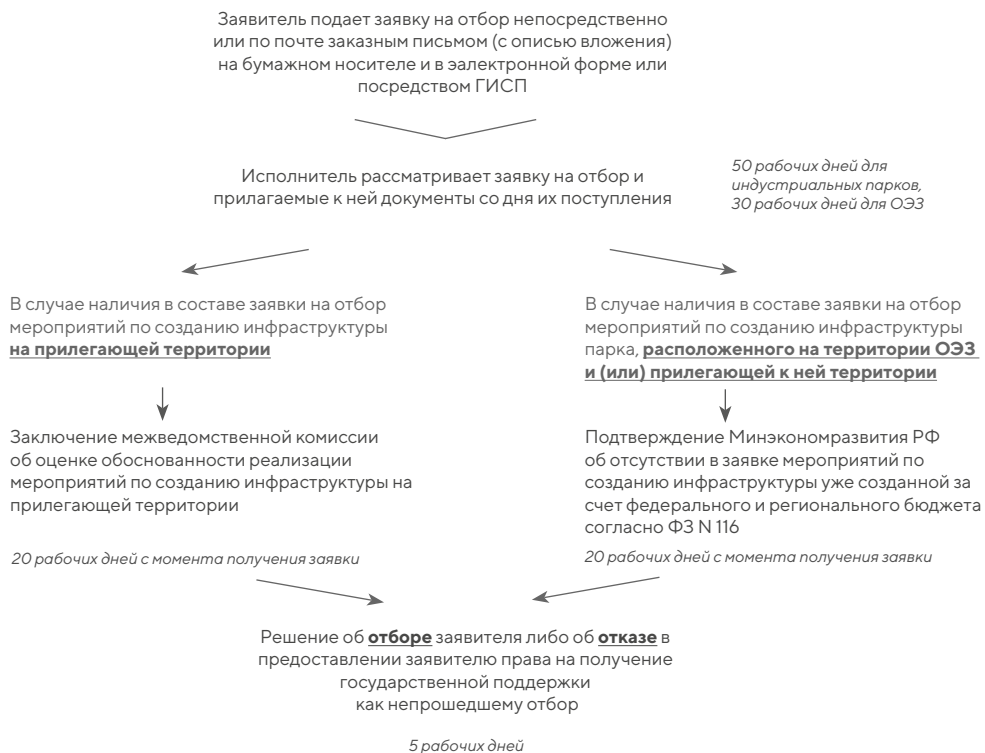 Заявитель подает заявку на отбор непосредственно
или по почте заказным письмом (с описью вложения)
на бумажном носителе и в эалектронной форме или
посредством ГИСП
Исполнитель рассматривает заявку на отбор и
прилагаемые к ней документы со дня их поступления
50 рабочих дней для
индустриальных парков,
30 рабочих дней для ОЭЗ
В случае наличия в составе заявки на отбор
мероприятий по созданию инфраструктуры
на прилегающей территории
Заключение межведомственной комиссии
об оценке обоснованности реализации
мероприятий по созданию инфраструктуры на
прилегающей территории
20 рабочих дней с момента получения заявки
В случае наличия в составе заявки на отбор
мероприятий по созданию инфраструктуры
парка, расположенного на территории ОЭЗ
и (или) прилегающей к ней территории
Подтверждение Минэкономразвития РФ
об отсутствии в заявке мероприятий по
созданию инфраструктуры уже созданной за
счет федерального и регионального бюджета
согласно ФЗ N 116
20 рабочих дней с момента получения заявки
Решение об отборе заявителя либо об отказе в
предоставлении заявителю права на получение
государственной поддержки
как непрошедшему отбор
5 рабочих дней